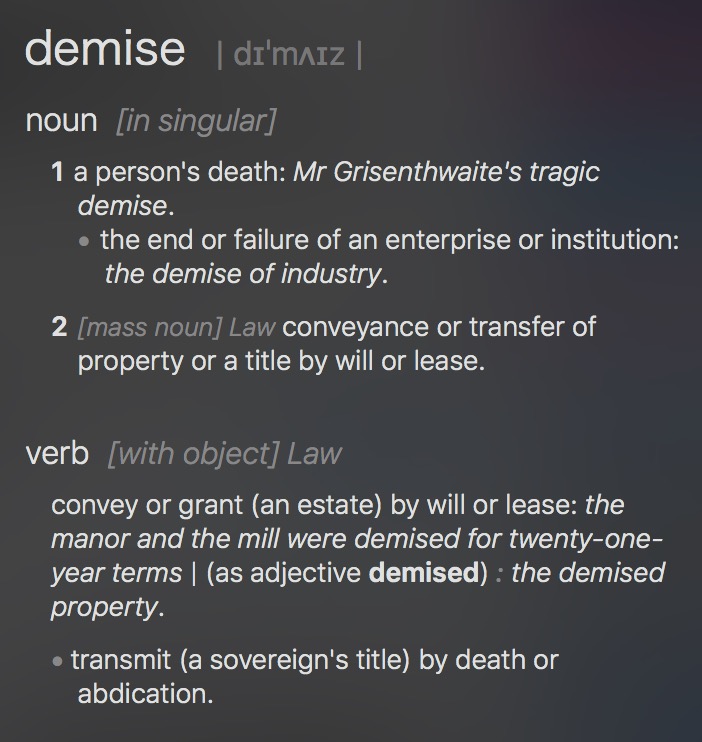 demise | dɪˈmʌɪz |
noun [in singular]
1 a person's death: Mr Grisenthwaite's tragic
demise.
• the end or failure of an enterprise or institution:
the demise of industry.
2 [mass noun] Law conveyance or transfer of
property or a title by will or lease.
verb [with object] Law
convey or grant (an estate) by will or lease: the
manor and the mill were demised for twenty-one-
year terms | (as adjective demised) : the demised
property.
• transmit (a sovereign's title) by death or
abdication.